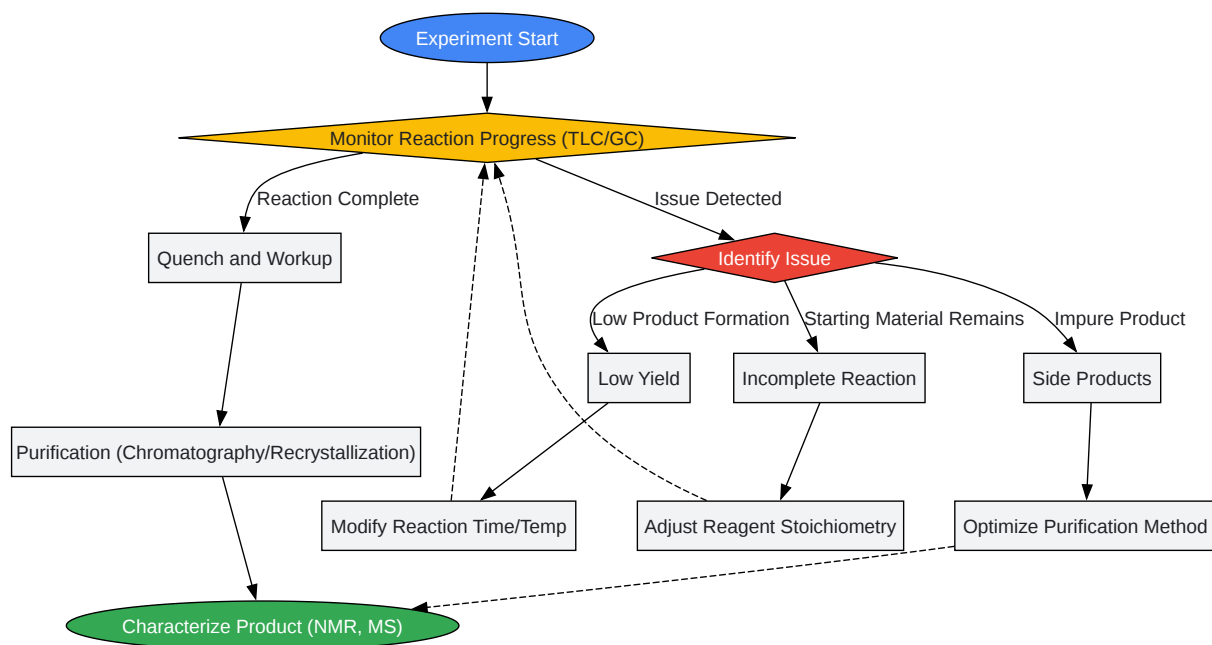 Experiment Start
Monitor Reaction Progress (TLC/GC)
Reaction Complete
Issue Detected
Quench and Workup
Identify Issue
Low Product Formation
Starting Material Remains
Impure Product
Low Yield
Incomplete Reaction
Side Products
Purification (Chromatography/Recrystallization)
Modify Reaction Time/Temp
Adjust Reagent Stoichiometry
Optimize Purification Method
Characterize Product (NMR, MS)